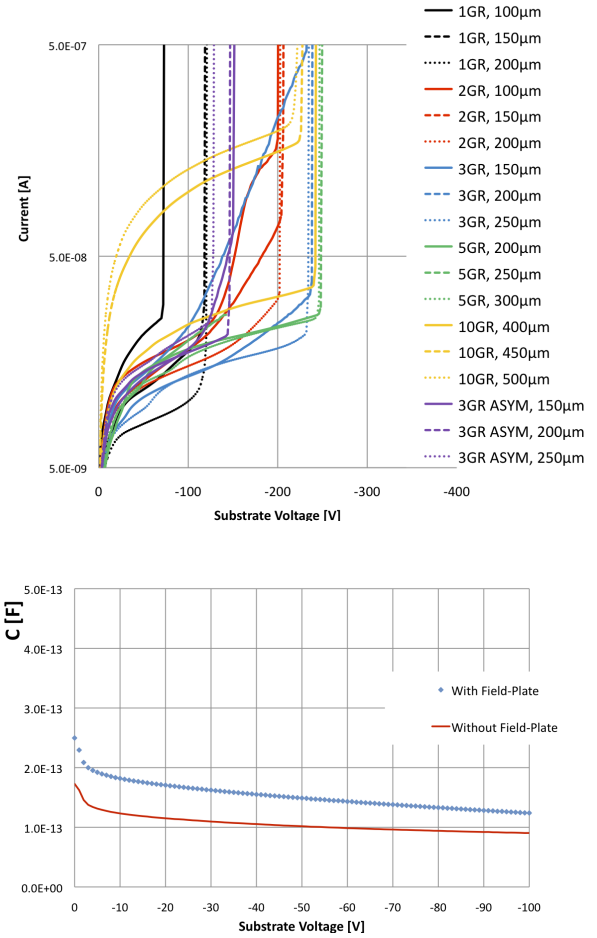 1GR, 100μm
1GR, 150μm
1GR, 200μm
2GR, 100μm
2GR, 150μm
2GR, 200μm
3GR, 150μm
3GR, 200μm
3GR, 250μm
5GR, 200μm
5GR, 250μm
5GR, 300μm
10GR, 400μm
10GR, 450μm
10GR, 500μm
3GR ASYM, 150μm
3GR ASYM, 200μm
3GR ASYM, 250μm
5.0E-07
5.0E-08
5.0E-09
Current [A]
0 -100 -200 -300 -400
Substrate Voltage [V]
C [F]
5.0E-13
4.0E-13
3.0E-13
2.0E-13
1.0E-13
0.0E+00
With Field-Plate
Without Field-Plate
0 -10 -20 -30 -40 -50 -60 -70 -80 -90 -100
Substrate Voltage [V]